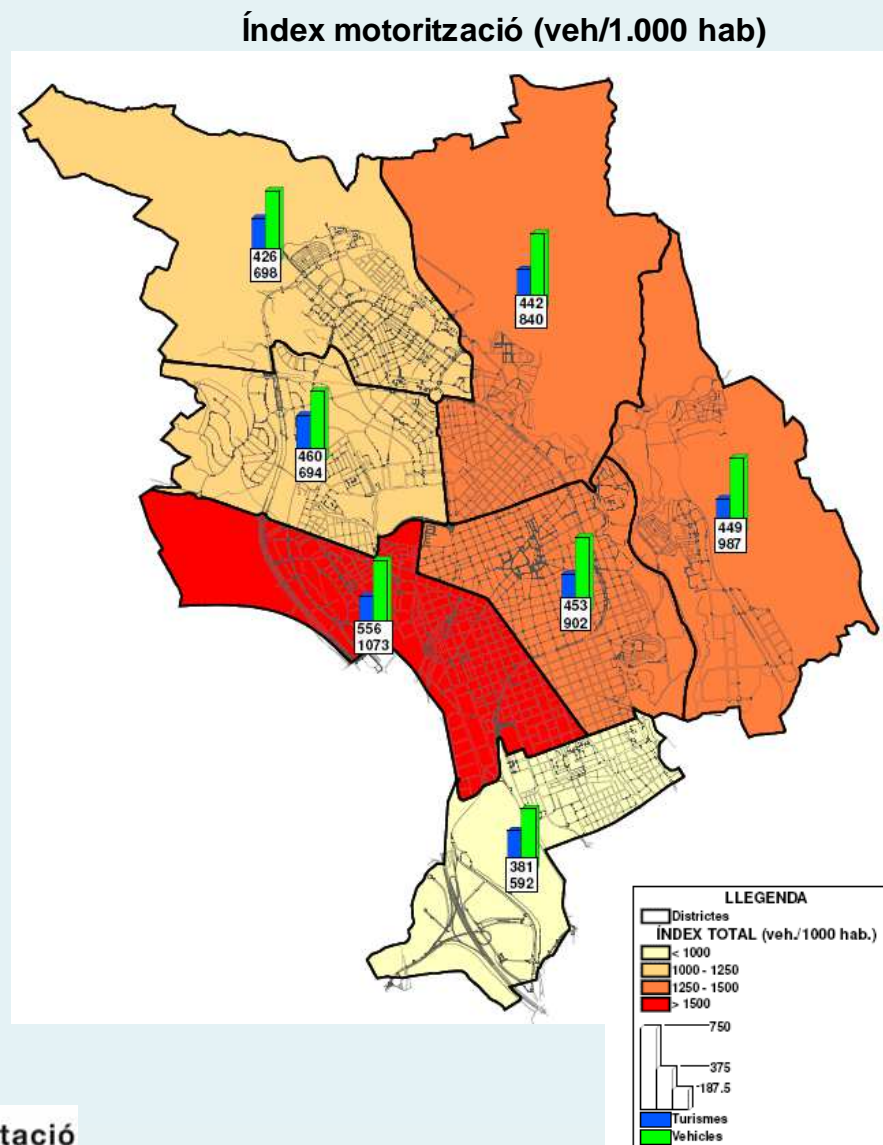 Índex motorització (veh/1.000 hab)
426
698
442
840
460
694
449
987
453
902
556
1073
381
592
LLEGENDA
Districtes
ÍNDEX TOTAL (veh./1000 hab.)
< 1000
1000 - 1250
1250 - 1500
> 1500
750
375
187.5
Turismes
Vehicles
tació